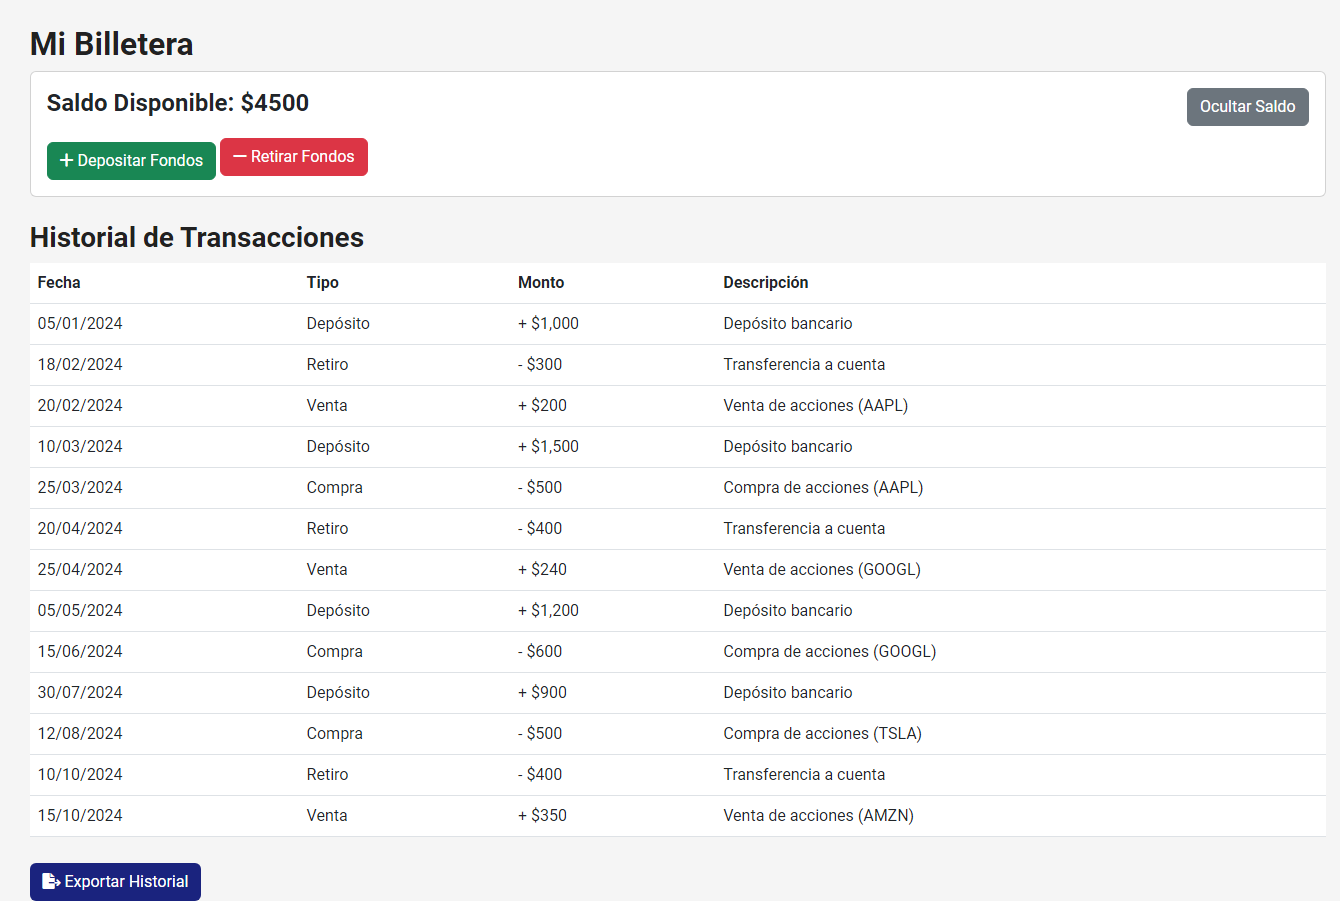 Mi Billetera
Saldo Disponible: $4500
Ocultar Saldo
+ Depositar Fondos
— Retirar Fondos
Historial de Transacciones
Fecha Tipo Monto Descripción
05/01/2024 Depósito + $1,000 Depósito bancario
18/02/2024 Retiro - $300 Transferencia a cuenta
20/02/2024 Venta + $200 Venta de acciones (AAPL)
10/03/2024 Depósito + $1,500 Depósito bancario
25/03/2024 Compra - $500 Compra de acciones (AAPL)
20/04/2024 Retiro - $400 Transferencia a cuenta
25/04/2024 Venta + $240 Venta de acciones (GOOGL)
05/05/2024 Depósito + $1,200 Depósito bancario
15/06/2024 Compra - $600 Compra de acciones (GOOGL)
30/07/2024 Depósito + $900 Depósito bancario
12/08/2024 Compra - $500 Compra de acciones (TSLA)
10/10/2024 Retiro - $400 Transferencia a cuenta
15/10/2024 Venta + $350 Venta de acciones (AMZN)
Exportar Historial